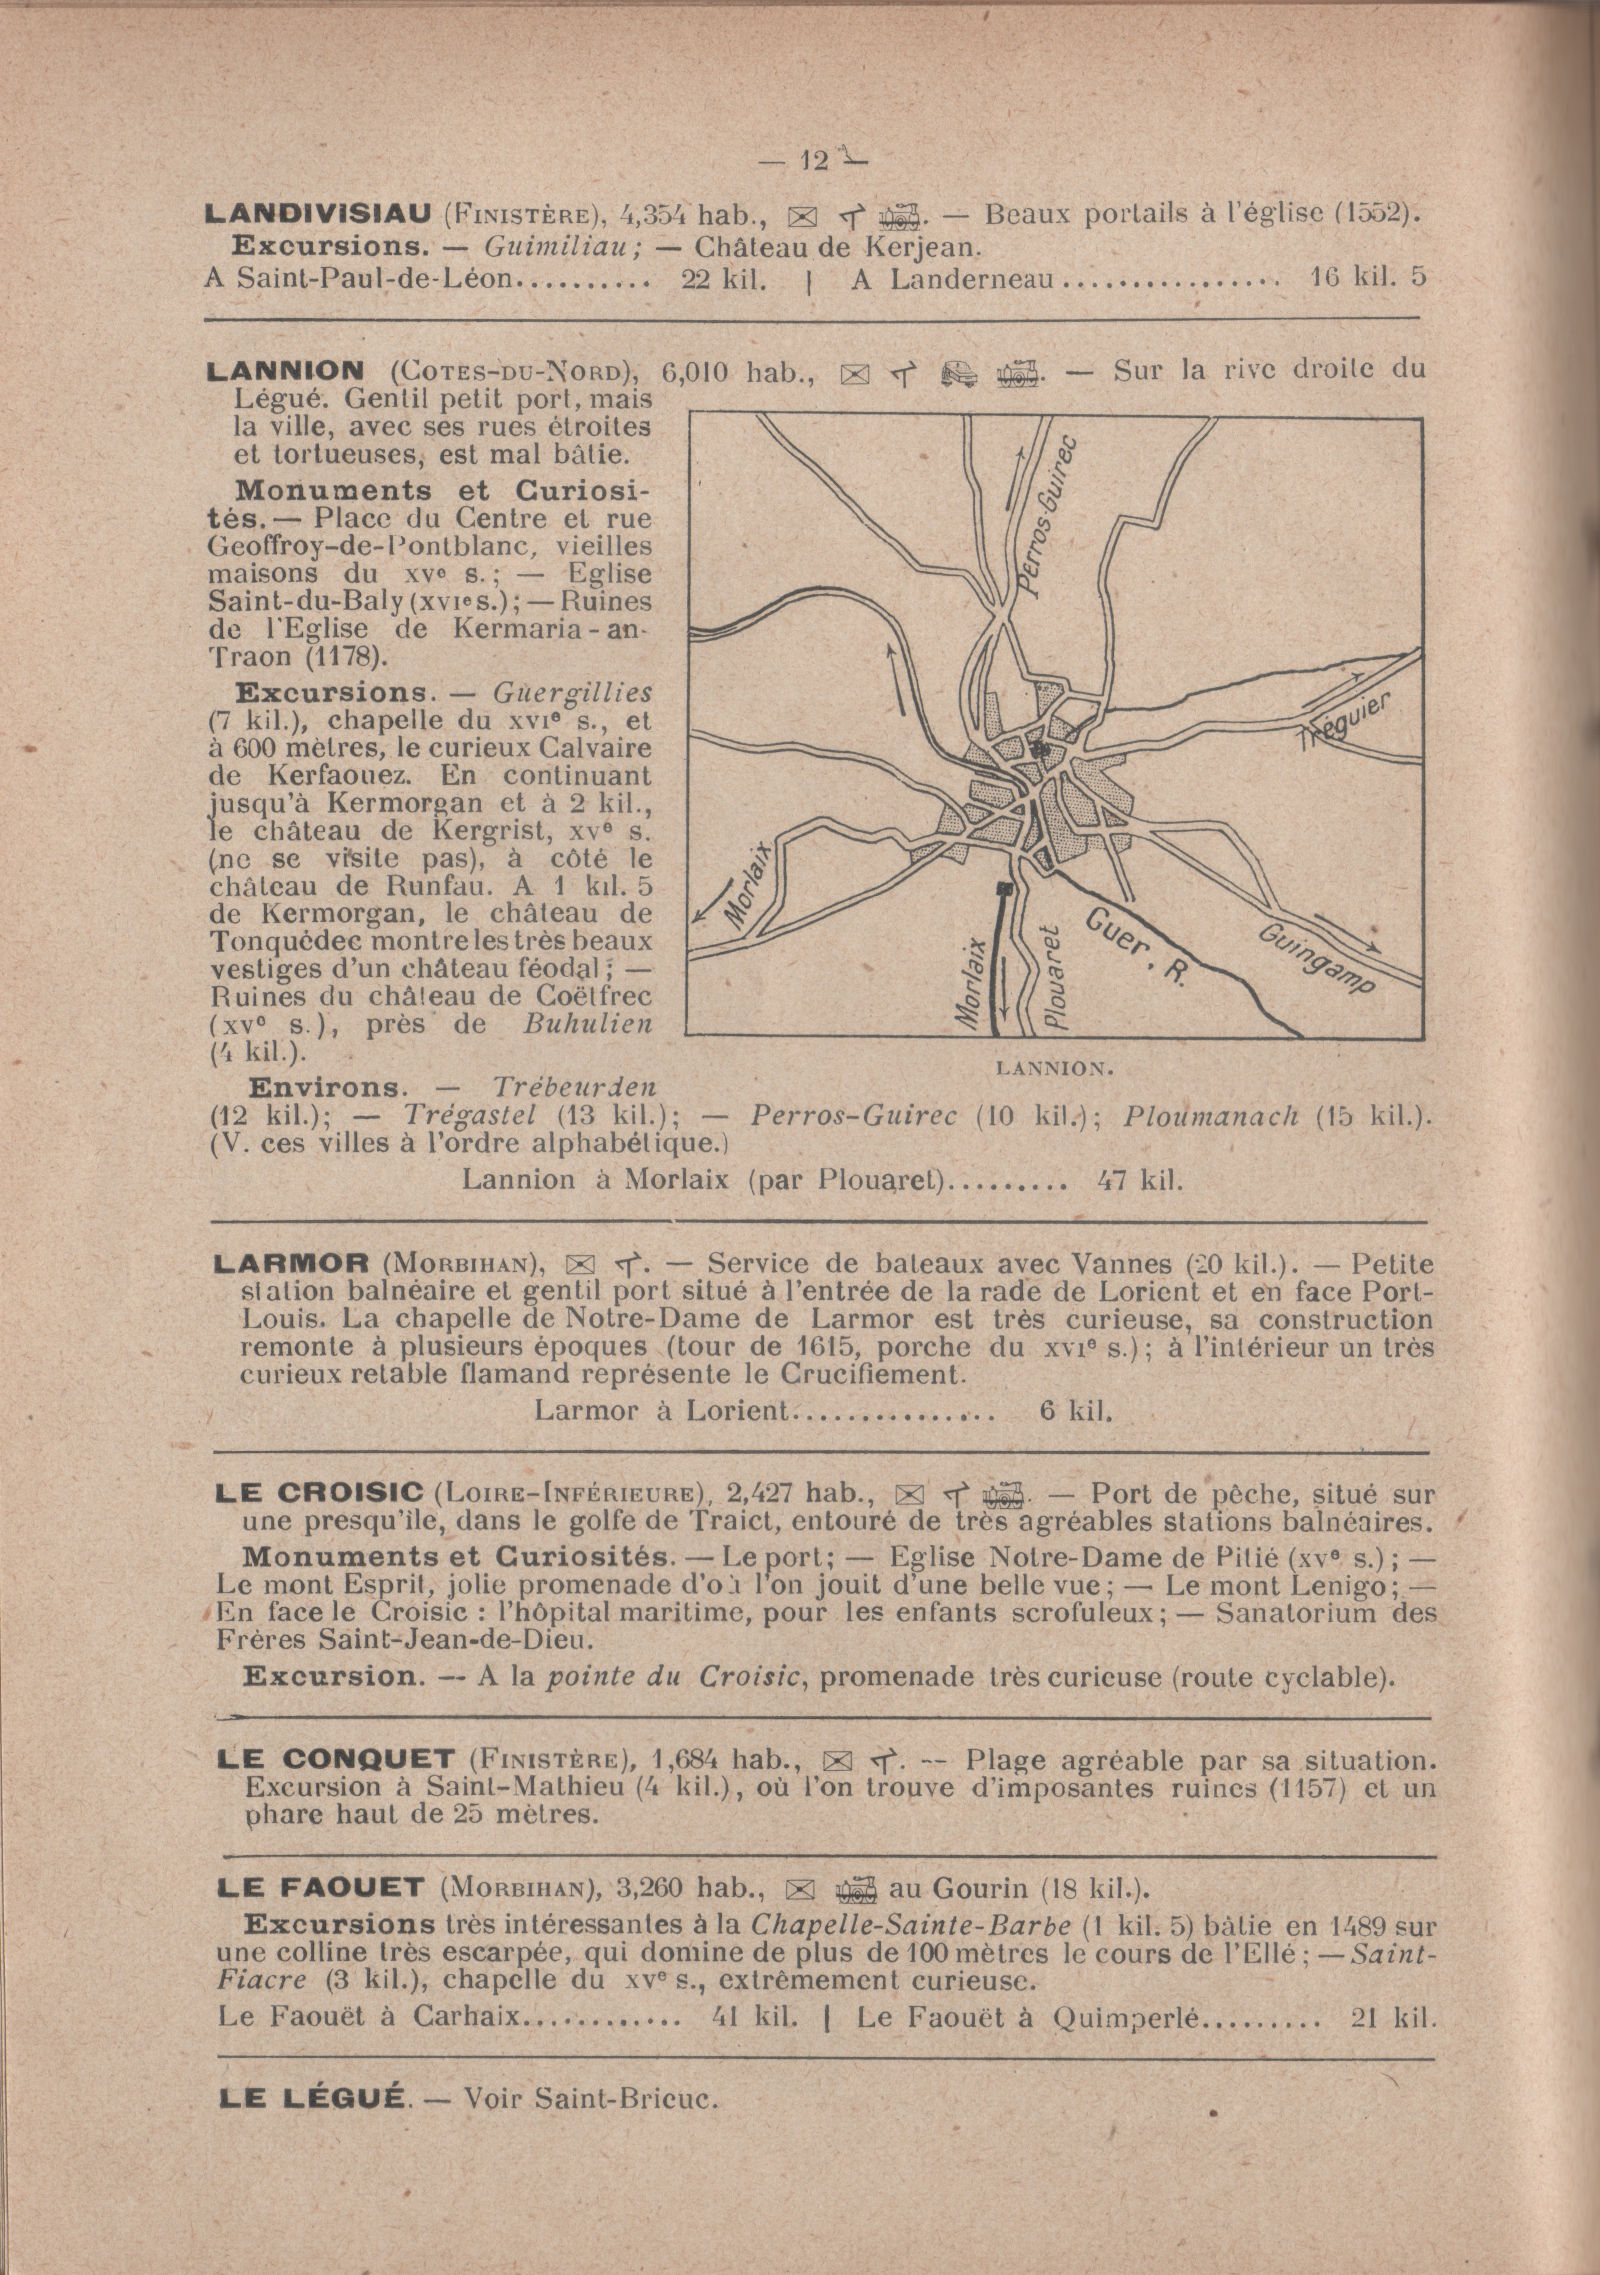 — 12 —
LANDIVISIAU (FINISTÈRE), 4,354 hab., . — Beaux portails à l'église (1552).
Excursions. — Guimiliau ; — Château de Kerjean.
A Saint-Paul-de-Léon.......... 22 kil. | A Landerneau................ 16 kil. 5
LANNION (COTES-DU-NORD), 6,010 hab., . — Sur la rive droite du
Légué. Gentil petit port, mais
la ville, avec ses rues étroites
et tortueuses, est mal bâtie.
Monuments et Curiosi-
tés. — Place du Centre et rue
Geoffroy-de-Pontblanc, vieilles
maisons du XVe s. ; — Eglise
Saint-du-Baly (XVIe s.) ; — Ruines
de l'Eglise de Kermaria-an-
Traon (1178).
Excursions. — Guergillies
(7 kil.), chapelle du XVIe s., et
à 600 mètres, le curieux Calvaire
de Kerfaouez. En continuant
jusqu'à Kermorgan et à 2 kil.,
le château de Kergrist, XVe s.
(ne se visite pas), à côté le
château de Runfau. A 1 kil. 5
de Kermorgan, le château de
Tonquédec montre les très beaux
vestiges d'un château féodal ; —
Ruines du château de Coëtfrec
(XVe s.), près de Buhulien
(4 kil.).
Perros-Guirec
Tréguier
Morlaix
Morlaix
Plouaret
Guer. R.
Guingamp
LANNION.
Environs. — Trébeurden
(12 kil.) ; — Trégastel (13 kil.) ; — Perros-Guirec (10 kil.) ; Ploumanach (15 kil.).
(V. ces villes à l'ordre alphabétique.)
Lannion à Morlaix (par Plouaret)......... 47 kil.
LARMOR (MORBIHAN), . — Service de bateaux avec Vannes (20 kil.). — Petite
station balnéaire et gentil port situé à l'entrée de la rade de Lorient et en face Port-
Louis. La chapelle de Notre-Dame de Larmor est très curieuse, sa construction
remonte à plusieurs époques (tour de 1615, porche du XVIe s.) ; à l'intérieur un très
curieux retable flamand représente le Crucifiement.
Larmor à Lorient............... 6 kil.
LE CROISIC (LOIRE-INFÉRIEURE), 2,427 hab., . — Port de pêche, situé sur
une presqu'ile, dans le golfe de Traict, entouré de très agréables stations balnéaires.
Monuments et Curiosités. — Le port ; — Eglise Notre-Dame de Pitié (XVe s.) ; —
Le mont Esprit, jolie promenade d'où l'on jouit d'une belle vue ; — Le mont Lenigo ; —
En face le Croisic : l'hôpital maritime, pour les enfants scrofuleux ; — Sanatorium des
Frères Saint-Jean-de-Dieu.
Excursion. — A la pointe du Croisic, promenade très curieuse (route cyclable).
LE CONQUET (FINISTÈRE), 1,684 hab., . — Plage agréable par sa situation.
Excursion à Saint-Mathieu (4 kil.), où l'on trouve d'imposantes ruines (1157) et un
phare haut de 25 mètres.
LE FAOUET (MORBIHAN), 3,260 hab., au Gourin (18 kil.).
Excursions très intéressantes à la Chapelle-Sainte-Barbe (1 kil. 5) bâtie en 1489 sur
une colline très escarpée, qui domine de plus de 100 mètres le cours de l'Ellé ; — Saint-
Fiacre (3 kil.), chapelle du XVe s., extrêmement curieuse.
Le Faouët à Carhaix............ 41 kil. | Le Faouët à Quimperlé......... 21 kil.
LE LÉGUÉ. — Voir Saint-Brieuc.